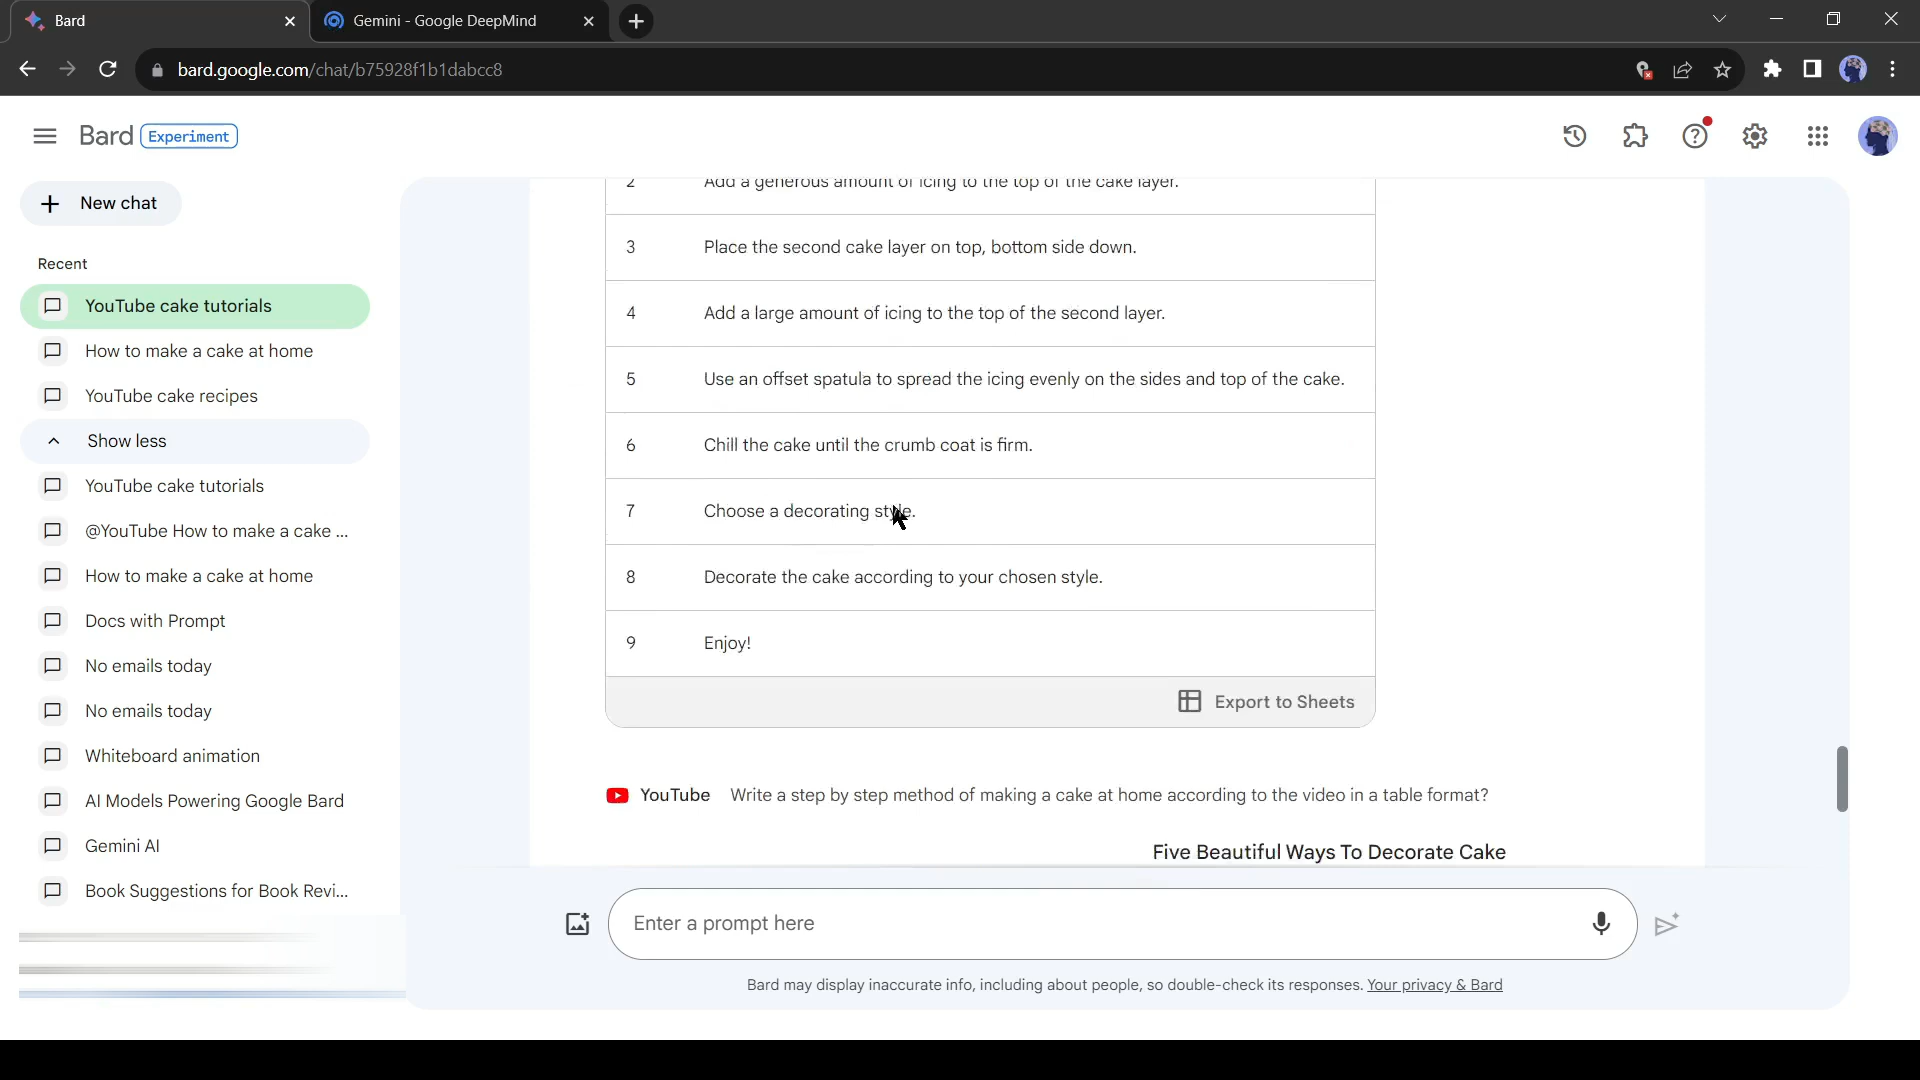 Bard
Gemini - Google DeepMind
bard.google.com/chat/b75928f1b1dabcc8
Bard Experiment
New chat
Recent
YouTube cake tutorials
How to make a cake at home
YouTube cake recipes
Show less
YouTube cake tutorials
@YouTube How to make a cake ...
How to make a cake at home
Docs with Prompt
No emails today
No emails today
Whiteboard animation
AI Models Powering Google Bard
Gemini AI
Book Suggestions for Book Revi...
2 Add a generous amount of icing to the top of the cake layer.
3 Place the second cake layer on top, bottom side down.
4 Add a large amount of icing to the top of the second layer.
5 Use an offset spatula to spread the icing evenly on the sides and top of the cake.
6 Chill the cake until the crumb coat is firm.
7 Choose a decorating style.
8 Decorate the cake according to your chosen style.
9 Enjoy!
Export to Sheets
YouTube Write a step by step method of making a cake at home according to the video in a table format?
Five Beautiful Ways To Decorate Cake
Enter a prompt here
Bard may display inaccurate info, including about people, so double-check its responses. Your privacy & Bard